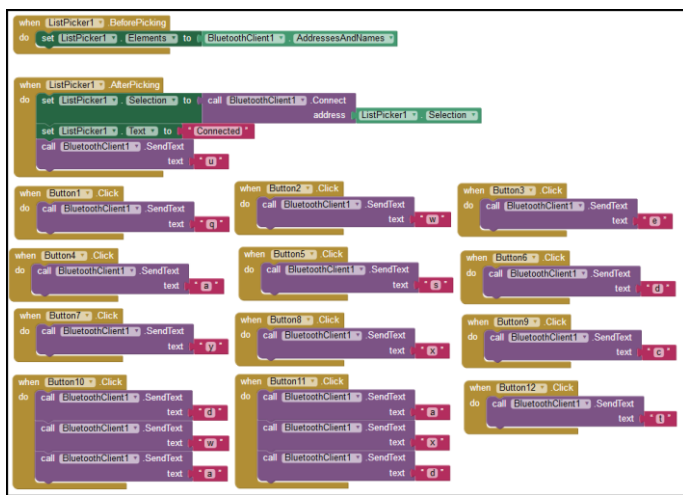 when ListPicker1 .BeforePicking
do set ListPicker1 . Elements to BluetoothClient1 . AddressesAndNames
when ListPicker1 .AfterPicking
do set ListPicker1 . Selection to call BluetoothClient1 .Connect
address ListPicker1 . Selection
set ListPicker1 . Text to " Connected "
call BluetoothClient1 .SendText
text " u "
when Button1 .Click
do call BluetoothClient1 .SendText
text " q "
when Button2 .Click
do call BluetoothClient1 .SendText
text " w "
when Button3 .Click
do call BluetoothClient1 .SendText
text " e "
when Button4 .Click
do call BluetoothClient1 .SendText
text " a "
when Button5 .Click
do call BluetoothClient1 .SendText
text " s "
when Button6 .Click
do call BluetoothClient1 .SendText
text " d "
when Button7 .Click
do call BluetoothClient1 .SendText
text " y "
when Button8 .Click
do call BluetoothClient1 .SendText
text " x "
when Button9 .Click
do call BluetoothClient1 .SendText
text " c "
when Button10 .Click
do call BluetoothClient1 .SendText
text " d "
call BluetoothClient1 .SendText
text " w "
call BluetoothClient1 .SendText
text " a "
when Button11 .Click
do call BluetoothClient1 .SendText
text " a "
call BluetoothClient1 .SendText
text " x "
call BluetoothClient1 .SendText
text " d "
when Button12 .Click
do call BluetoothClient1 .SendText
text " t "